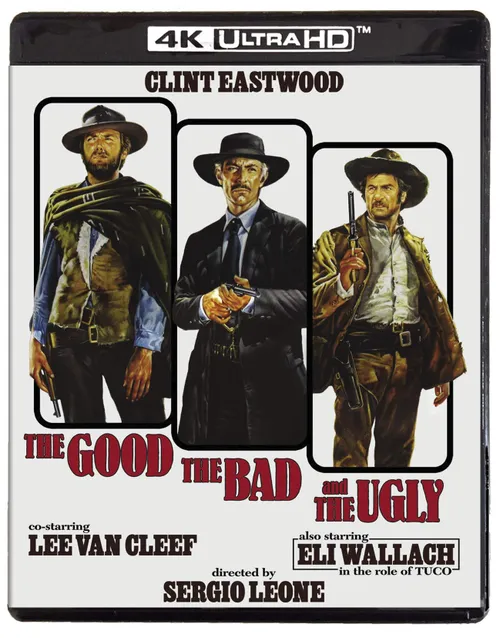 4K ULTRA HD™
CLINT EASTWOOD
THE GOOD
THE BAD
and
THE UGLY
co-starring
LEE VAN CLEEF
also starring
ELI WALLACH
in the role of TUCO
directed by
SERGIO LEONE